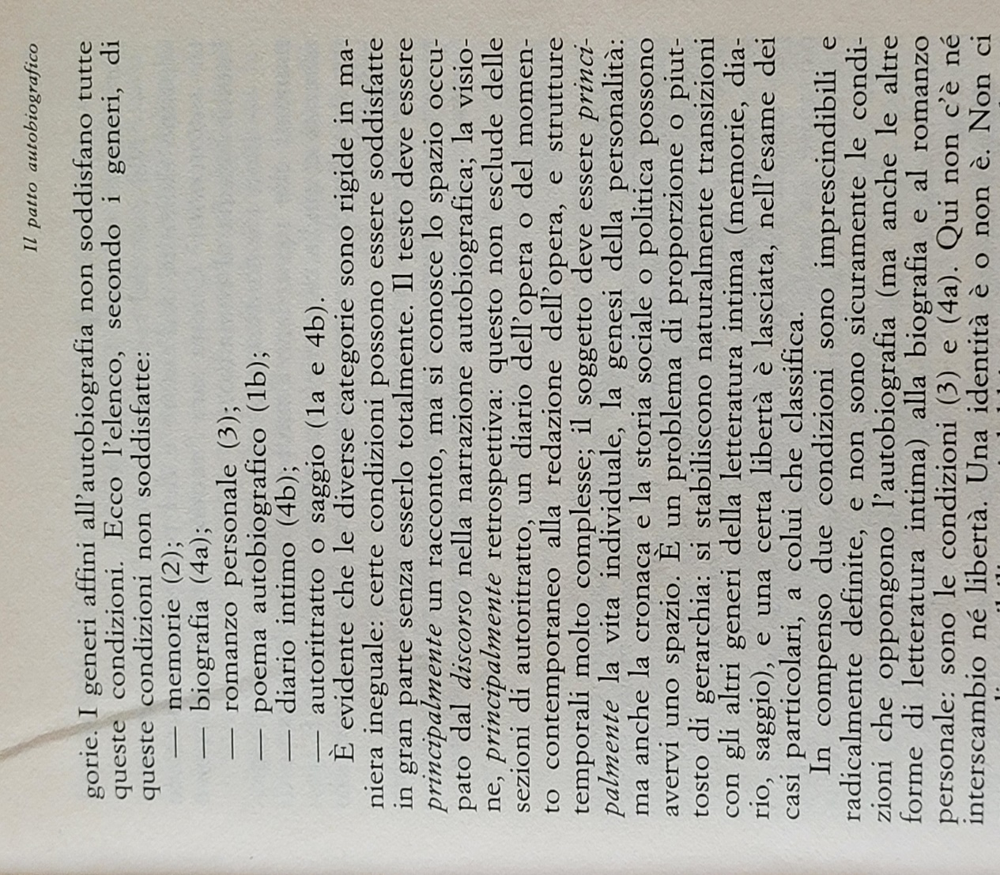 Il patto autobiografico
gorie. I generi affini all'autobiografia non soddisfano tutte
queste condizioni. Ecco l'elenco, secondo i generi, di
queste condizioni non soddisfatte:
— memorie (2);
— biografia (4a);
— romanzo personale (3);
— poema autobiografico (1b);
— diario intimo (4b);
— autoritratto o saggio (1a e 4b).
È evidente che le diverse categorie sono rigide in ma-
niera ineguale: certe condizioni possono essere soddisfatte
in gran parte senza esserlo totalmente. Il testo deve essere
principalmente un racconto, ma si conosce lo spazio occu-
pato dal discorso nella narrazione autobiografica; la visio-
ne, principalmente retrospettiva: questo non esclude delle
sezioni di autoritratto, un diario dell'opera o del momen-
to contemporaneo alla redazione dell'opera, e strutture
temporali molto complesse; il soggetto deve essere princi-
palmente la vita individuale, la genesi della personalità:
ma anche la cronaca e la storia sociale o politica possono
avervi uno spazio. È un problema di proporzione o piut-
tosto di gerarchia: si stabiliscono naturalmente transizioni
con gli altri generi della letteratura intima (memorie, dia-
rio, saggio), e una certa libertà è lasciata, nell'esame dei
casi particolari, a colui che classifica.
In compenso due condizioni sono imprescindibili e
radicalmente definite, e non sono sicuramente le condi-
zioni che oppongono l'autobiografia (ma anche le altre
forme di letteratura intima) alla biografia e al romanzo
personale: sono le condizioni (3) e (4a). Qui non c'è né
interscambio né libertà. Una identità è o non è. Non ci